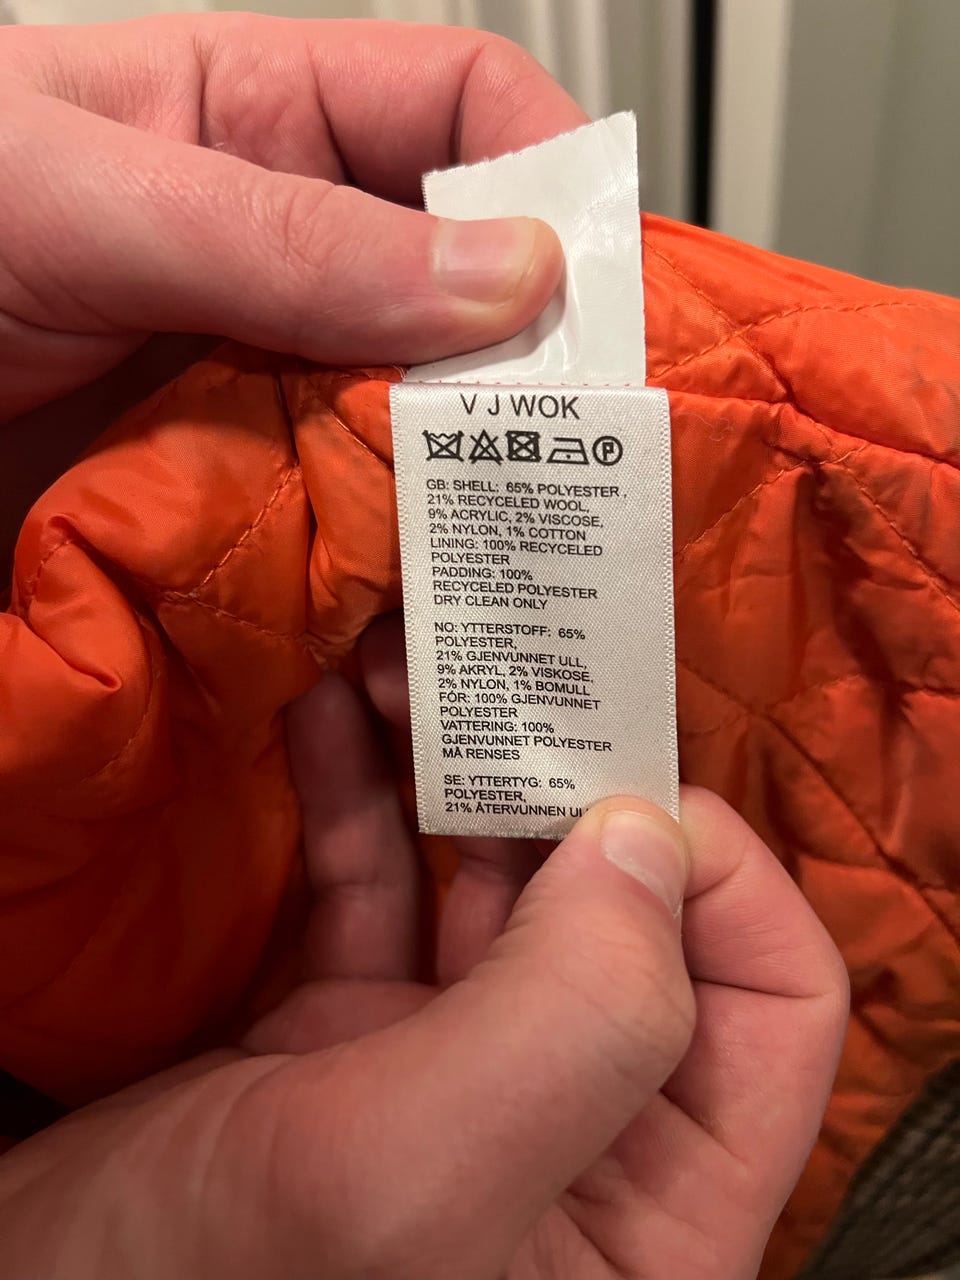 V J WOK
P
GB: SHELL: 65% POLYESTER ,
21% RECYCLED WOOL,
9% ACRYLIC, 2% VISCOSE,
2% NYLON, 1% COTTON
LINING: 100% RECYCLED
POLYESTER
PADDING: 100%
RECYCLED POLYESTER
DRY CLEAN ONLY
NO: YTTERSTOFF: 65%
POLYESTER,
21% GJENVUNNET ULL,
9% AKRYL, 2% VISKOSE,
2% NYLON, 1% BOMULL
FÓR: 100% GJENVUNNET
POLYESTER
VATTERING: 100%
GJENVUNNET POLYESTER
MÅ RENSES
SE: YTTERTYG: 65%
POLYESTER,
21% ÅTERVUNNEN